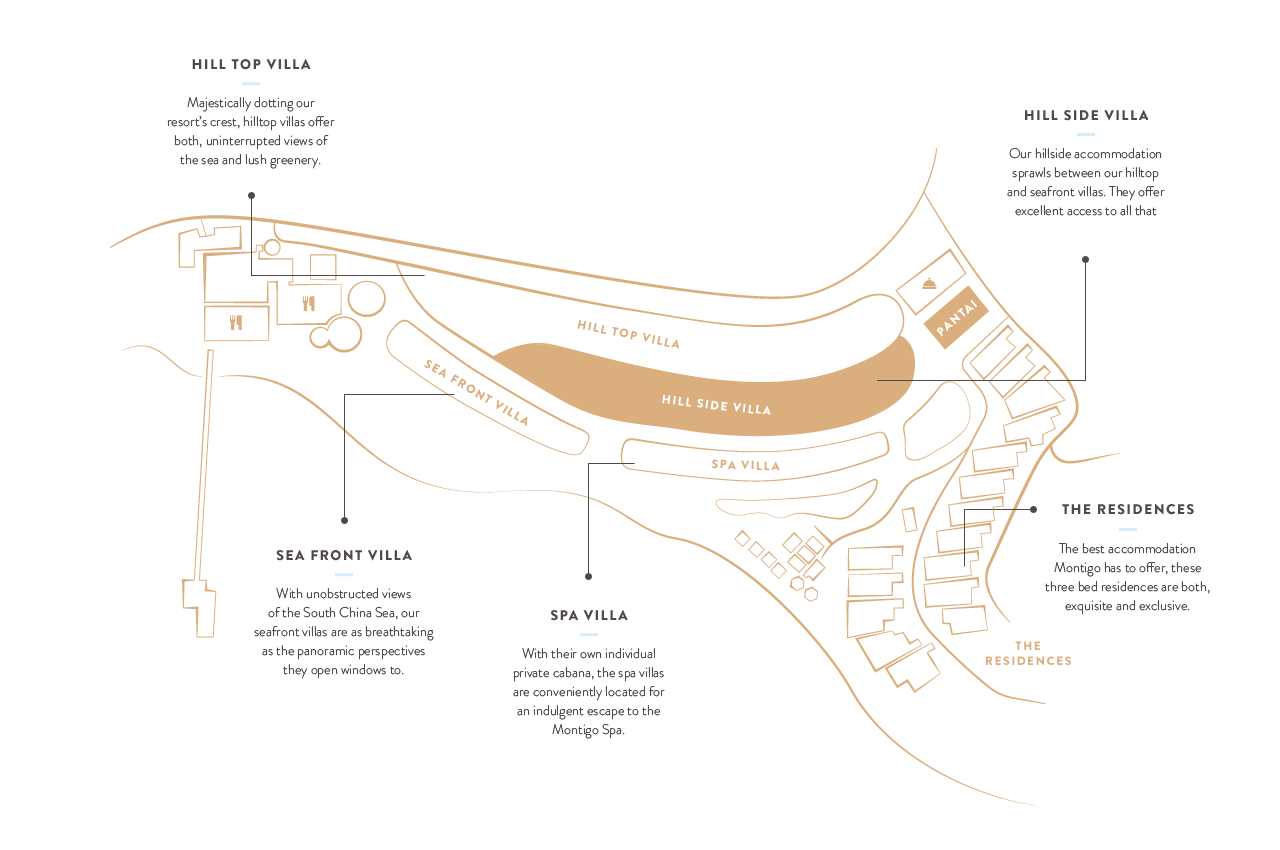 HILL TOP VILLA
Majestically dotting our
resort's crest, hilltop villas offer
both, uninterrupted views of
the sea and lush greenery.
HILL SIDE VILLA
Our hillside accommodation
sprawls between our hilltop
and seafront villas. They offer
excellent access to all that
PANTAI
HILL TOP VILLA
SEA FRONT VILLA
HILL SIDE VILLA
SPA VILLA
THE RESIDENCES
The best accommodation
Montigo has to offer, these
three bed residences are both,
exquisite and exclusive.
THE
RESIDENCES
SEA FRONT VILLA
With unobstructed views
of the South China Sea, our
seafront villas are as breathtaking
as the panoramic perspectives
they open windows to.
SPA VILLA
With their own individual
private cabana, the spa villas
are conveniently located for
an indulgent escape to the
Montigo Spa.